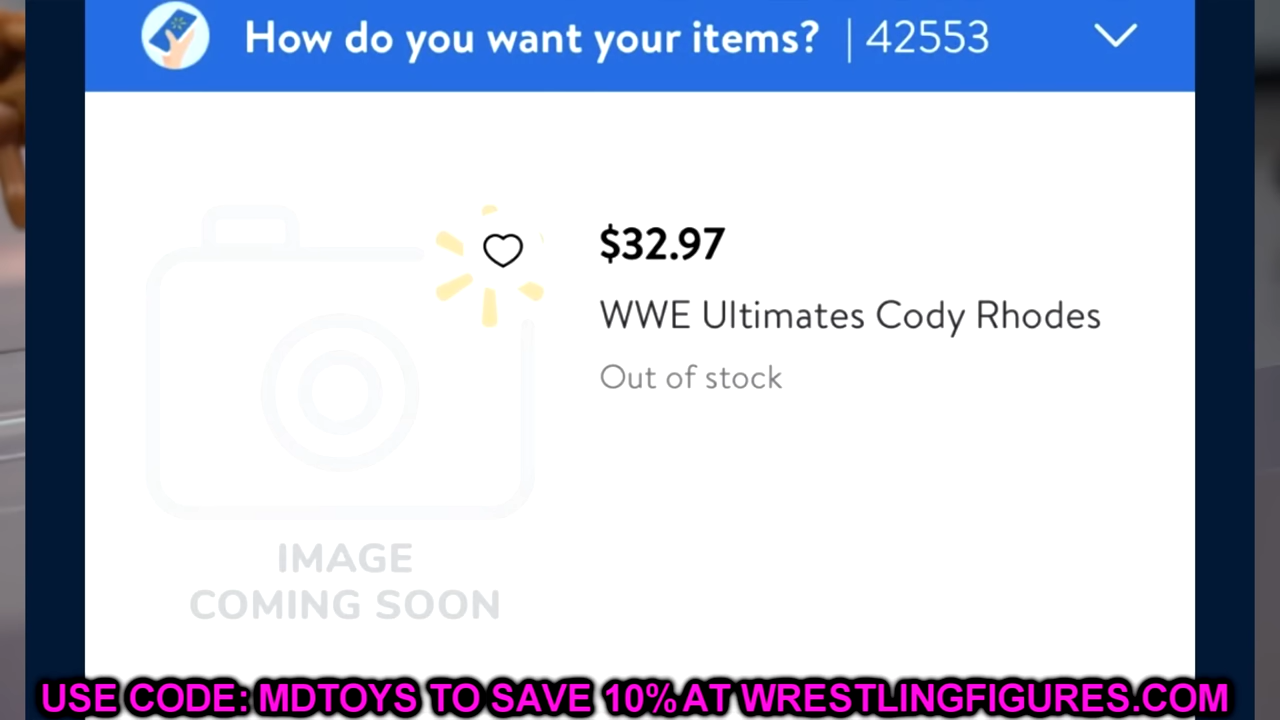 How do you want your items? | 42553
$32.97
WWE Ultimates Cody Rhodes
Out of stock
IMAGE
COMING SOON
USE CODE: MDTOYS TO SAVE 10% AT WRESTLINGFIGURES.COM